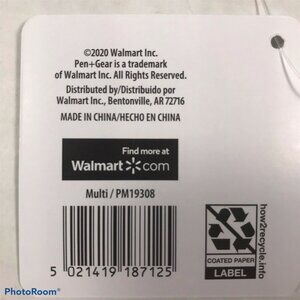 ©2020 Walmart Inc.
Pen+Gear is a trademark
of Walmart Inc. All Rights Reserved.
Distributed by/Distribuido por
Walmart Inc., Bentonville, AR 72716
MADE IN CHINA/HECHO EN CHINA
Find more at
Walmart.com
Multi / PM19308
5 021419 187125
how2recycle.info
COATED PAPER
LABEL
PhotoRoom®